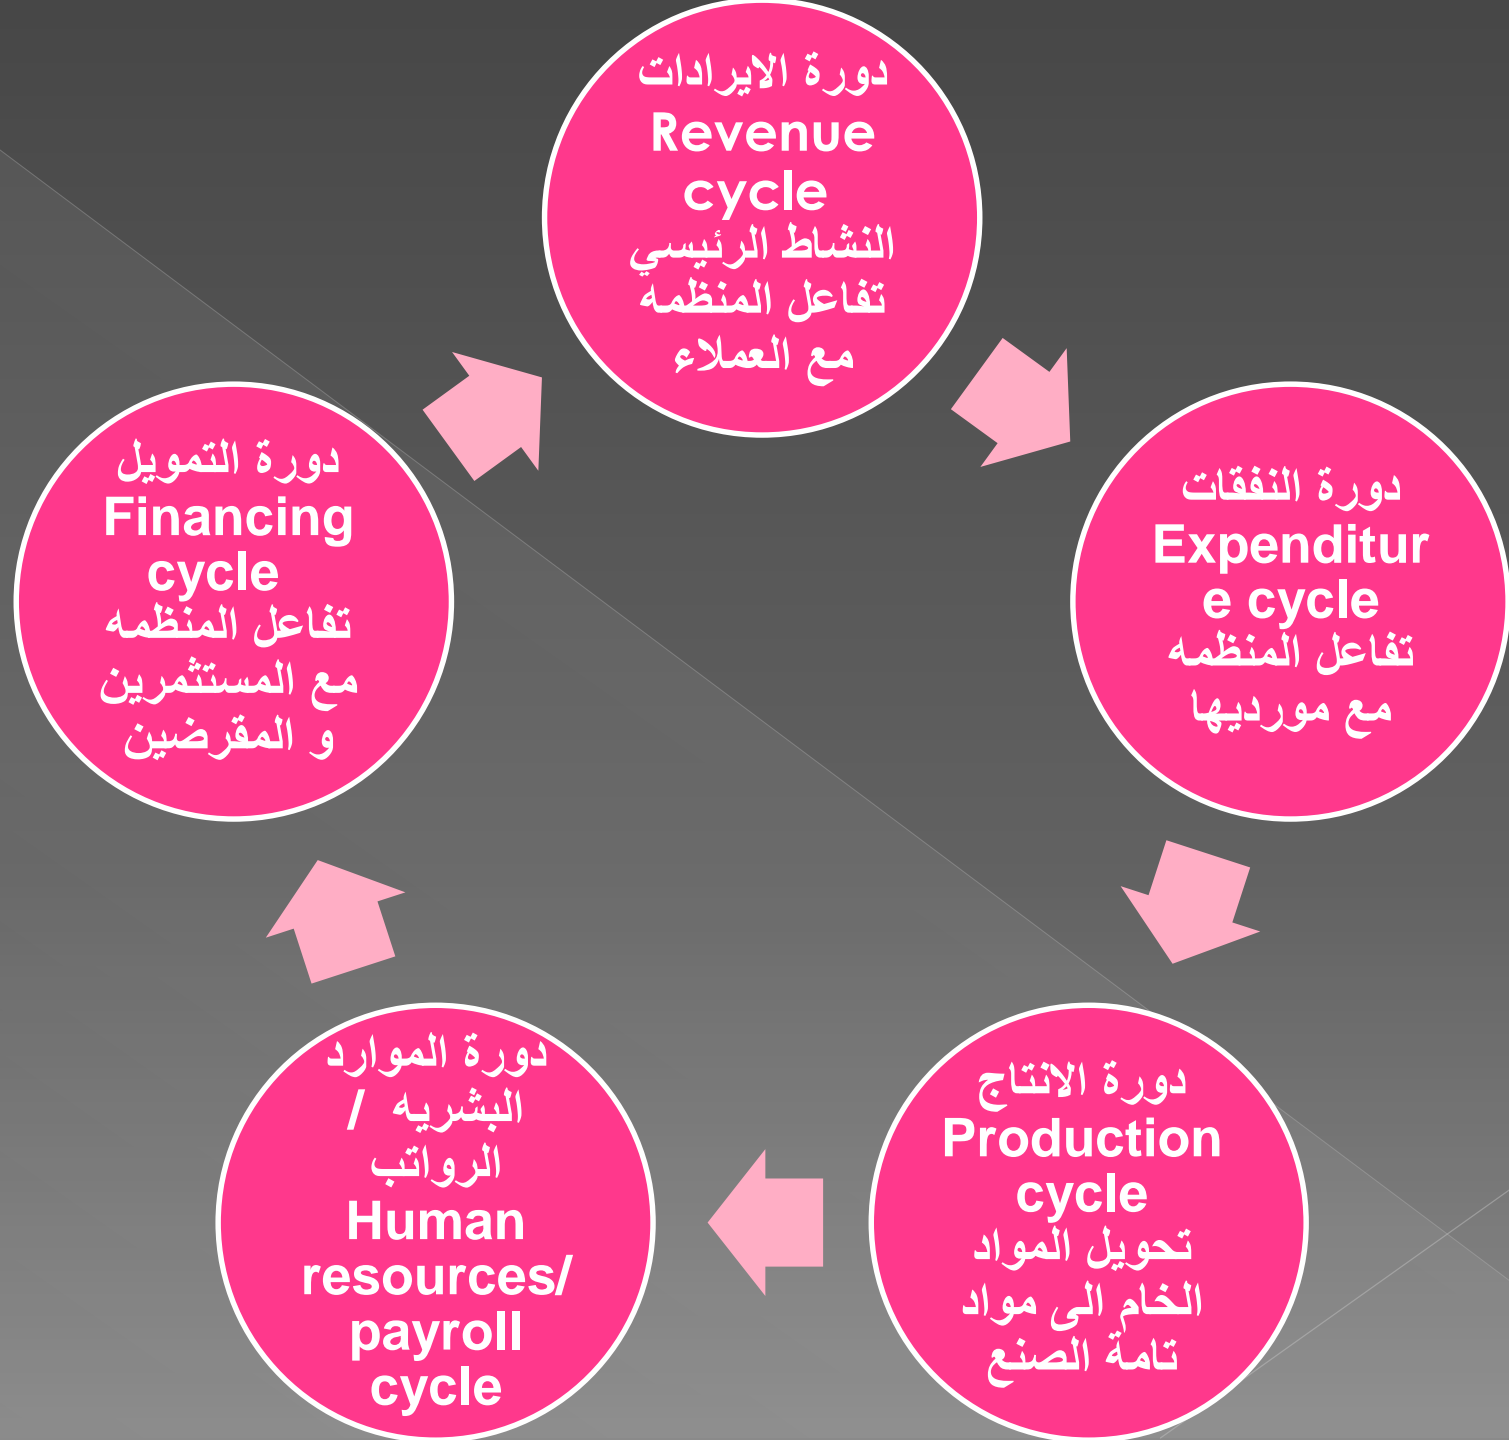 دورة الايرادات
Revenue
cycle
النشاط الرئيسي
تفاعل المنظمه
مع العملاء
دورة النفقات
Expenditur
e cycle
تفاعل المنظمه
مع مورديها
دورة الانتاج
Production
cycle
تحويل المواد
الخام الى مواد
تامة الصنع
دورة الموارد
البشريه /
الرواتب
Human
resources/
payroll
cycle
دورة التمويل
Financing
cycle
تفاعل المنظمه
مع المستثمرين
و المقرضين